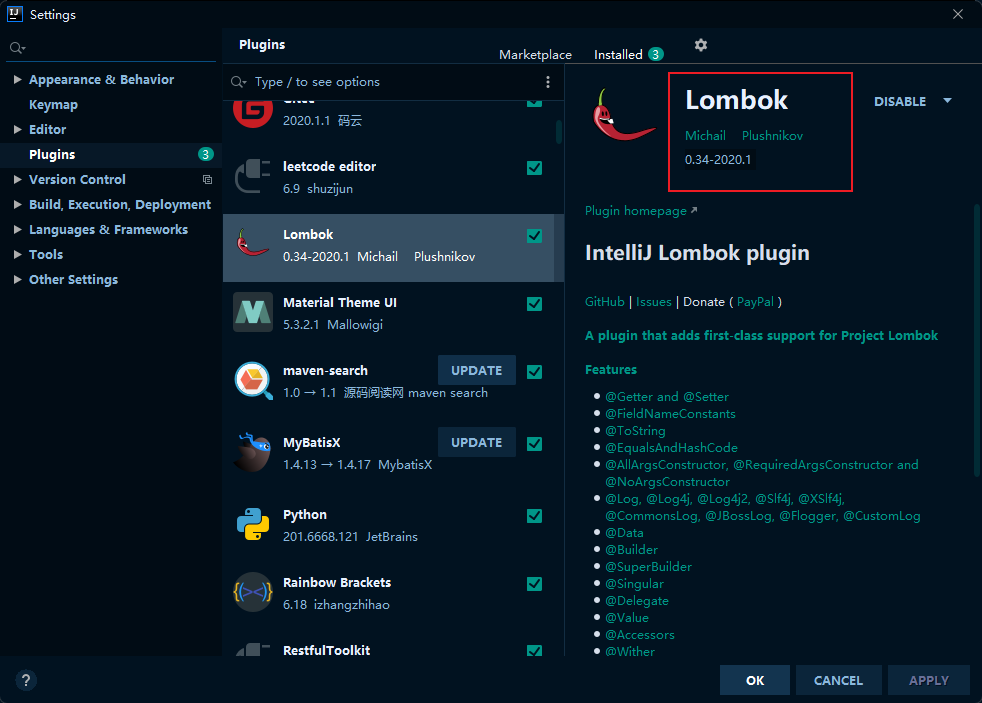 Settings
Plugins
Marketplace
Installed 3
Type / to see options
Appearance & Behavior
Keymap
Editor
Plugins 3
Version Control
Build, Execution, Deployment
Languages & Frameworks
Tools
Other Settings
2020.1.1 码云
leetcode editor
6.9 shuzijun
Lombok
0.34-2020.1 Michail Plushnikov
Material Theme UI
5.3.2.1 Mallowigi
maven-search
UPDATE
1.0 → 1.1 源码阅读网 maven search
MyBatisX
UPDATE
1.4.13 → 1.4.17 MybatisX
Python
201.6668.121 JetBrains
Rainbow Brackets
6.18 izhangzhihao
RestfulToolkit
Lombok
DISABLE
Michail Plushnikov
0.34-2020.1
Plugin homepage
IntelliJ Lombok plugin
GitHub | Issues | Donate ( PayPal )
A plugin that adds first-class support for Project Lombok
Features
@Getter and @Setter
@FieldNameConstants
@ToString
@EqualsAndHashCode
@AllArgsConstructor, @RequiredArgsConstructor and
@NoArgsConstructor
@Log, @Log4j, @Log4j2, @Slf4j, @XSlf4j,
@CommonsLog, @JBossLog, @Flogger, @CustomLog
@Data
@Builder
@SuperBuilder
@Singular
@Delegate
@Value
@Accessors
@Wither
?
OK
CANCEL
APPLY